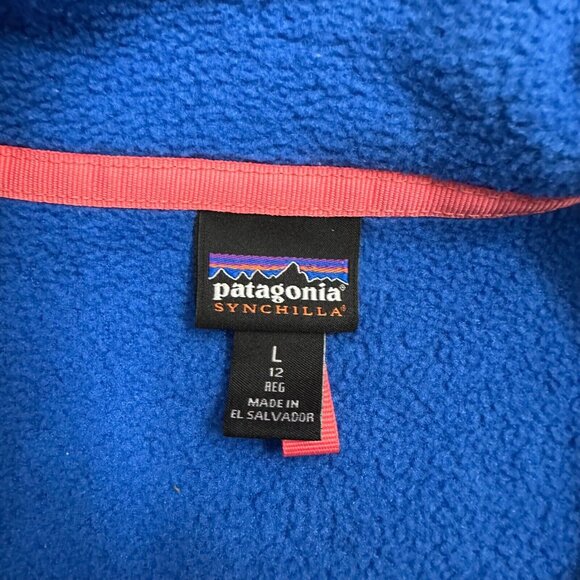 patagonia®
SYNCHILLA®
L
12
REG
MADE IN
EL SALVADOR